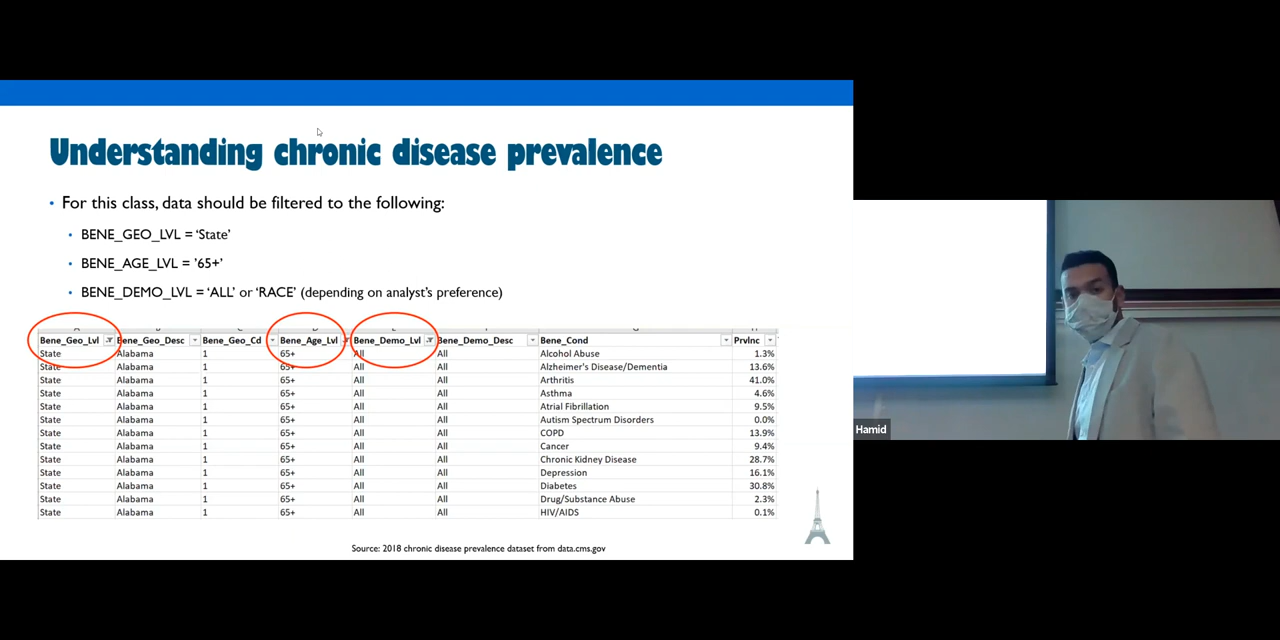 Understanding chronic disease prevalence
• For this class, data should be filtered to the following:
• BENE_GEO_LVL = ‘State’
• BENE_AGE_LVL = ’65+’
• BENE_DEMO_LVL = ‘ALL’ or ‘RACE’ (depending on analyst’s preference)
Bene_Geo_Lvl Bene_Geo_Desc Bene_Geo_Cd Bene_Age_Lvl Bene_Demo_Lvl Bene_Demo_Desc Bene_Cond Prvlnc
State Alabama 1 65+ All All Alcohol Abuse 1.3%
State Alabama 1 65+ All All Alzheimer's Disease/Dementia 13.6%
State Alabama 1 65+ All All Arthritis 41.0%
State Alabama 1 65+ All All Asthma 4.6%
State Alabama 1 65+ All All Atrial Fibrillation 9.5%
State Alabama 1 65+ All All Autism Spectrum Disorders 0.0%
State Alabama 1 65+ All All COPD 13.9%
State Alabama 1 65+ All All Cancer 9.4%
State Alabama 1 65+ All All Chronic Kidney Disease 28.7%
State Alabama 1 65+ All All Depression 16.1%
State Alabama 1 65+ All All Diabetes 30.8%
State Alabama 1 65+ All All Drug/Substance Abuse 2.3%
State Alabama 1 65+ All All HIV/AIDS 0.1%
Source: 2018 chronic disease prevalence dataset from data.cms.gov
Hamid